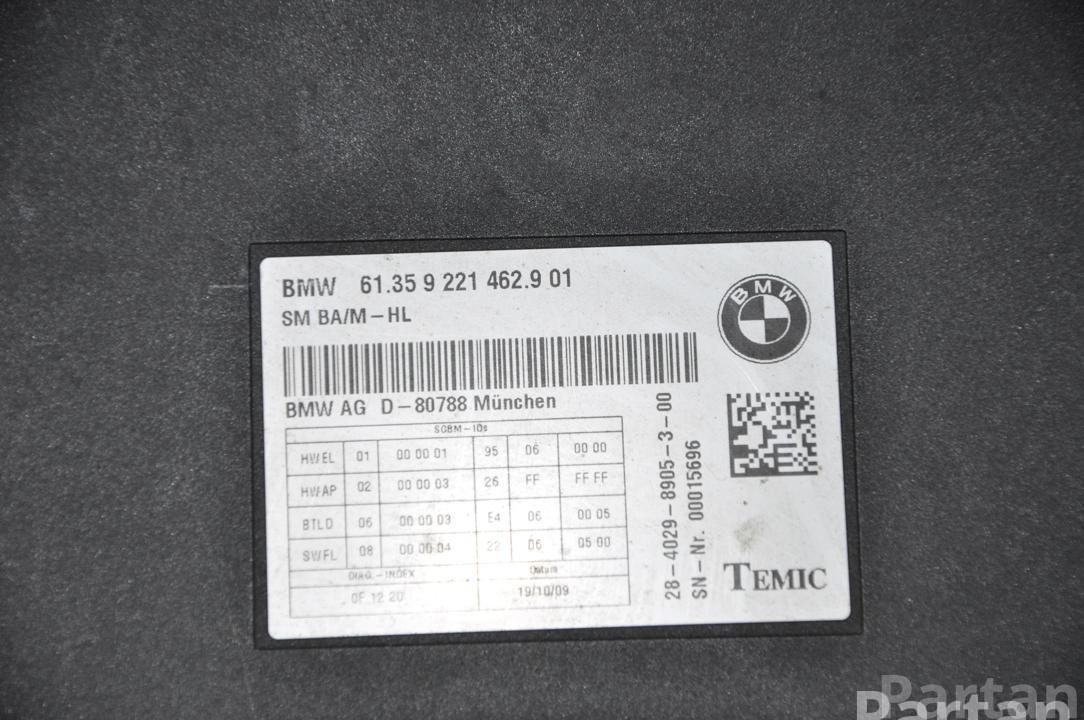 BMW 61.35 9 221 462.9 01
SM BA/M-HL
BMW
BMW AG D-80788 München
SGBM-IDs
HWEL 01 00 00 01 95 06 00 00
HWAP 02 00 00 03 26 FF FF FF
BTLD 06 00 00 03 E4 06 00 05
SWFL 08 00 00 04 22 06 05 00
DIAG.-INDEX Datum
0F 12 20 19/10/09
28-4029-8905-3-00
SN-Nr. 00015696
TEMIC
Partan
Partan